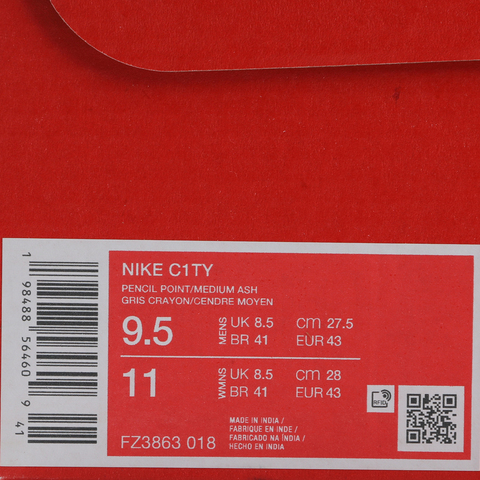 NIKE C1TY
PENCIL POINT/MEDIUM ASH
GRIS CRAYON/CENDRE MOYEN
9.5 MENS UK 8.5 cm 27.5
BR 41 EUR 43
11 WMNS UK 8.5 cm 28
BR 41 EUR 43
FZ3863 018
MADE IN INDIA /
FABRIQUE EN INDE /
FABRICADO NA ÍNDIA /
HECHO EN INDIA
RFID
1 98488 56460 9 41